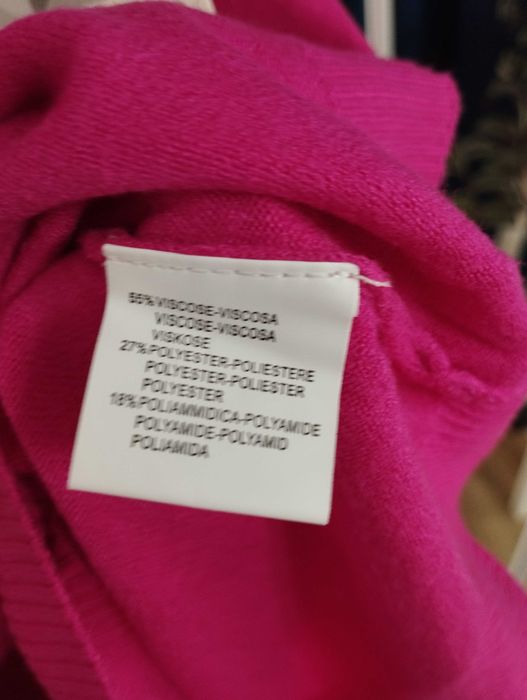 55%VISCOSE-VISCOSA
VISCOSE-VISCOSA
VISKOSE
27%POLYESTER-POLIESTERE
POLYESTER-POLIESTER
POLYESTER
18%POLIAMMIDICA-POLYAMIDE
POLYAMIDE-POLYAMID
POLIAMIDA